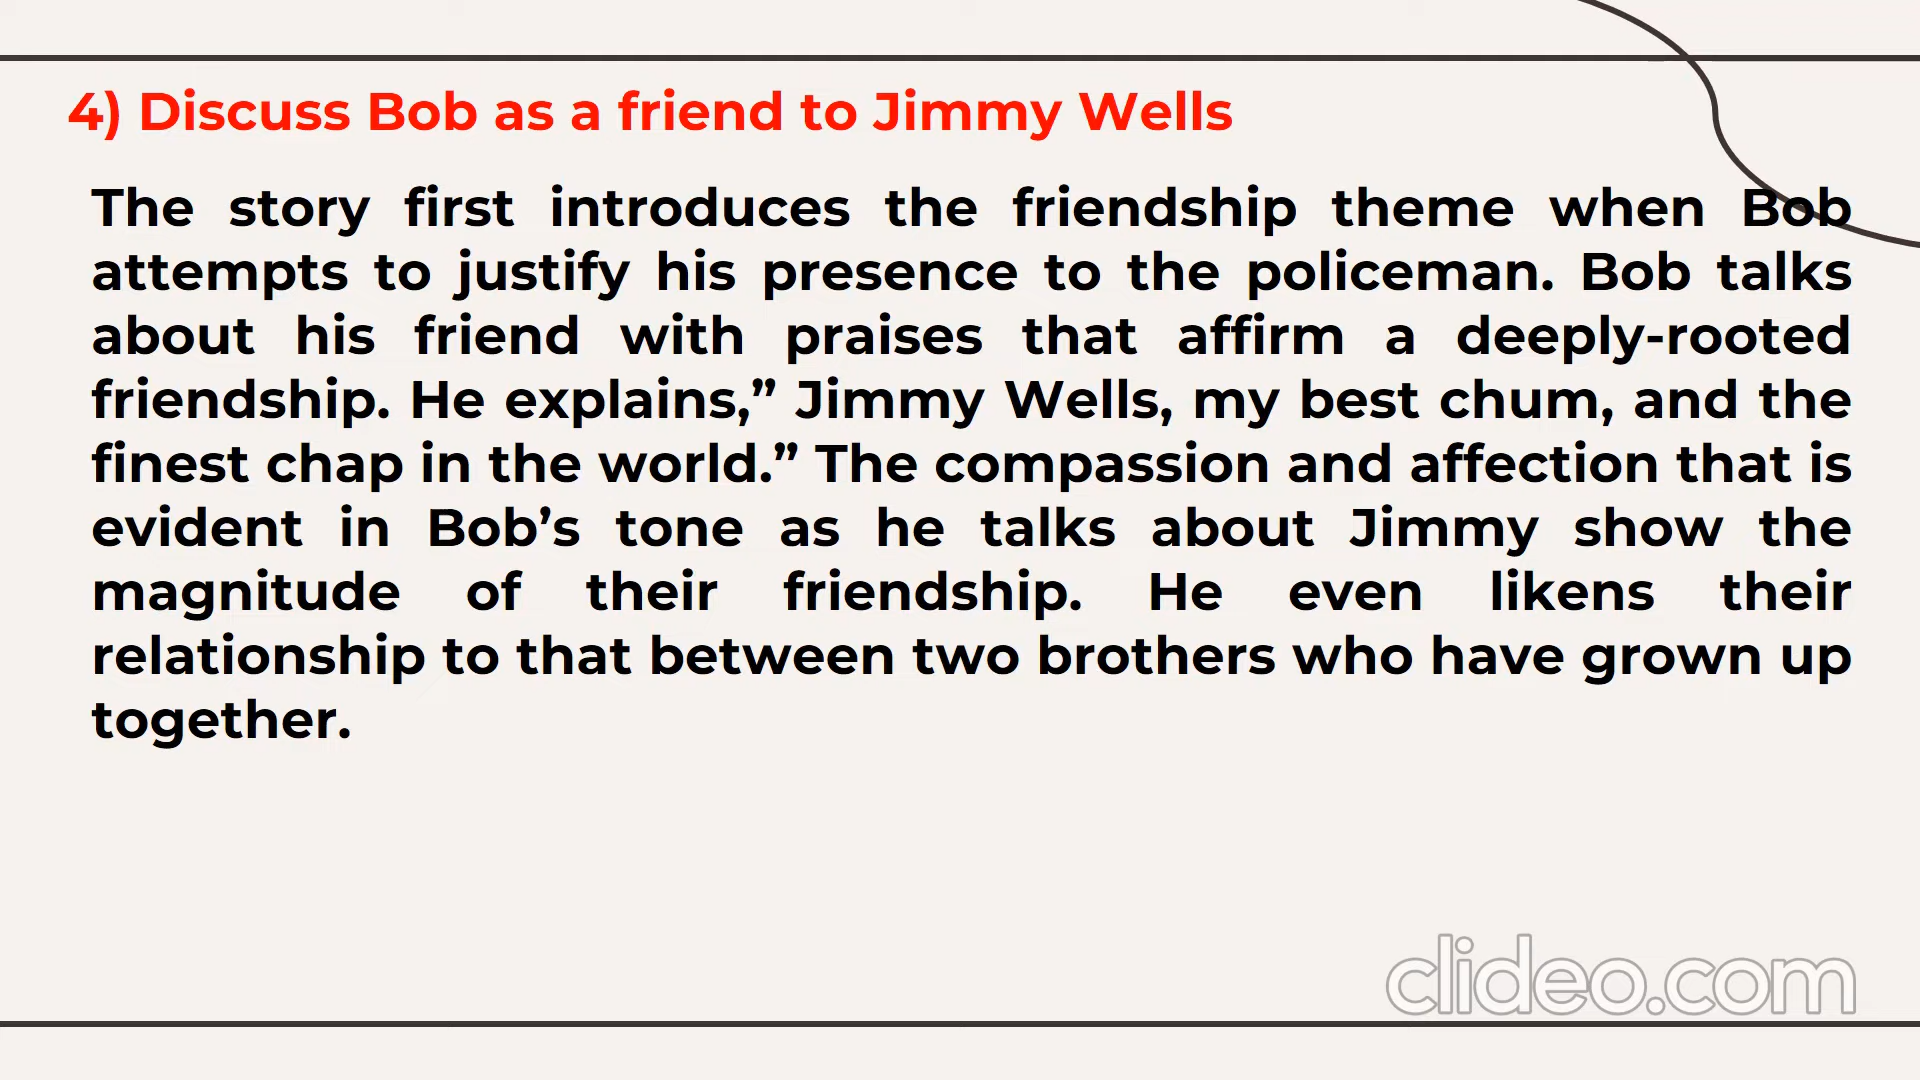 4) Discuss Bob as a friend to Jimmy Wells
The story first introduces the friendship theme when Bob
attempts to justify his presence to the policeman. Bob talks
about his friend with praises that affirm a deeply-rooted
friendship. He explains,” Jimmy Wells, my best chum, and the
finest chap in the world.” The compassion and affection that is
evident in Bob’s tone as he talks about Jimmy show the
magnitude of their friendship. He even likens their
relationship to that between two brothers who have grown up
together.
clideo.com